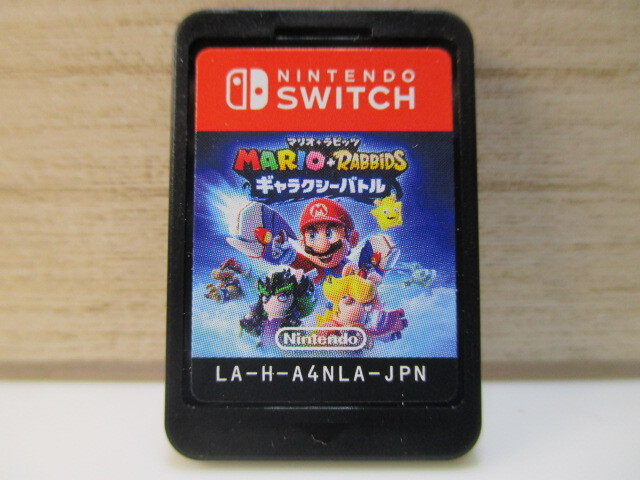 NINTENDO
SWITCH
マリオ+ラビッツ
MARIO+RABBIDS
ギャラクシーバトル
M
Nintendo
LA-H-A4NLA-JPN